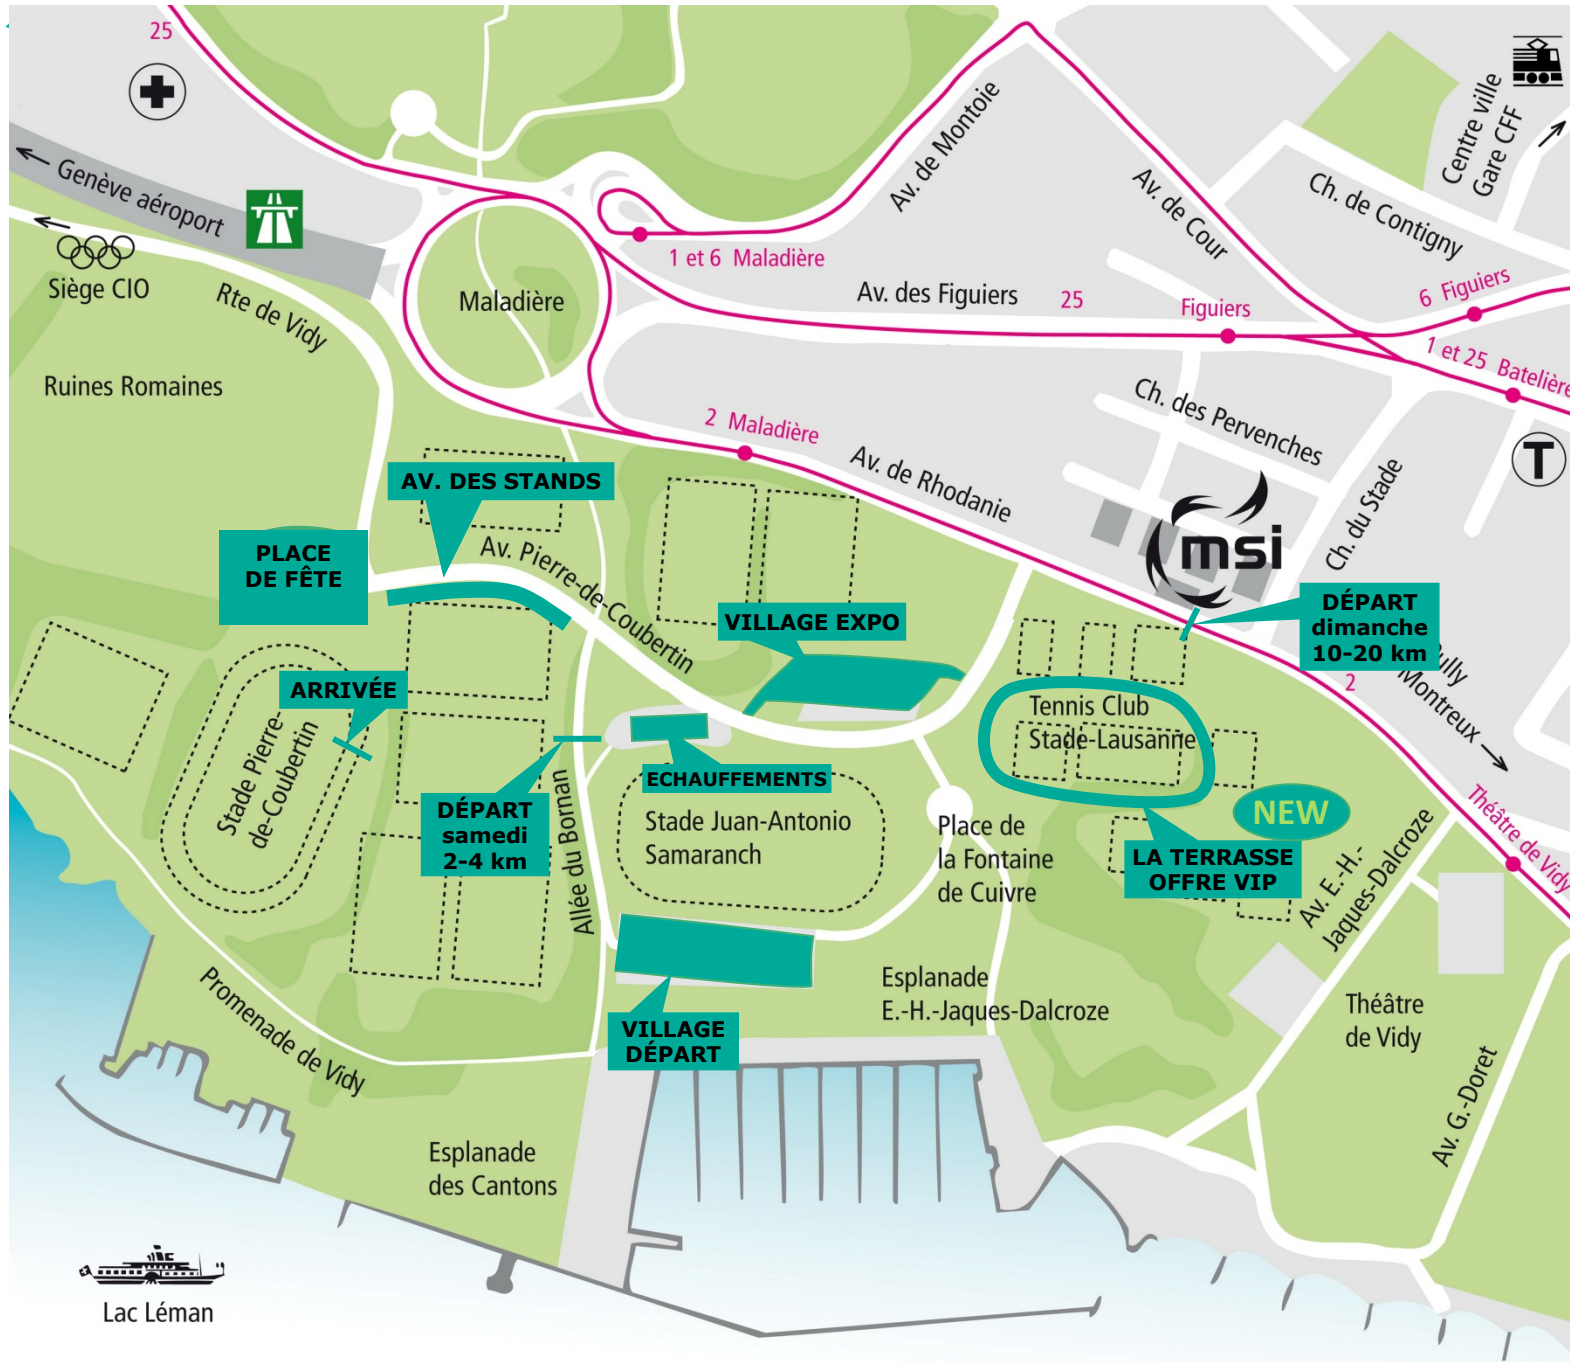 25
Genève aéroport
Siège CIO
Rte de Vidy
Ruines Romaines
Maladière
1 et 6 Maladière
Av. de Montoie
Av. de Cour
Centre ville
Gare CFF
Ch. de Contigny
Av. des Figuiers
25
Figuiers
6 Figuiers
1 et 25 Batelière
Ch. des Pervenches
2 Maladière
Av. de Rhodanie
Ch. du Stade
T
msi
AV. DES STANDS
PLACE
DE FÊTE
Av. Pierre-de-Coubertin
VILLAGE EXPO
DÉPART
dimanche
10-20 km
2
Montreux
ARRIVÉE
Stade Pierre-
de-Coubertin
Tennis Club
Stade-Lausanne
ECHAUFFEMENTS
DÉPART
samedi
2-4 km
Allée du Bornan
Stade Juan-Antonio
Samaranch
Place de
la Fontaine
de Cuivre
NEW
LA TERRASSE
OFFRE VIP
Av. E.-H.-
Jaques-Dalcroze
Théâtre de Vidy
Promenade de Vidy
VILLAGE
DÉPART
Esplanade
E.-H.-Jaques-Dalcroze
Théâtre
de Vidy
Av. G.-Doret
Esplanade
des Cantons
Lac Léman